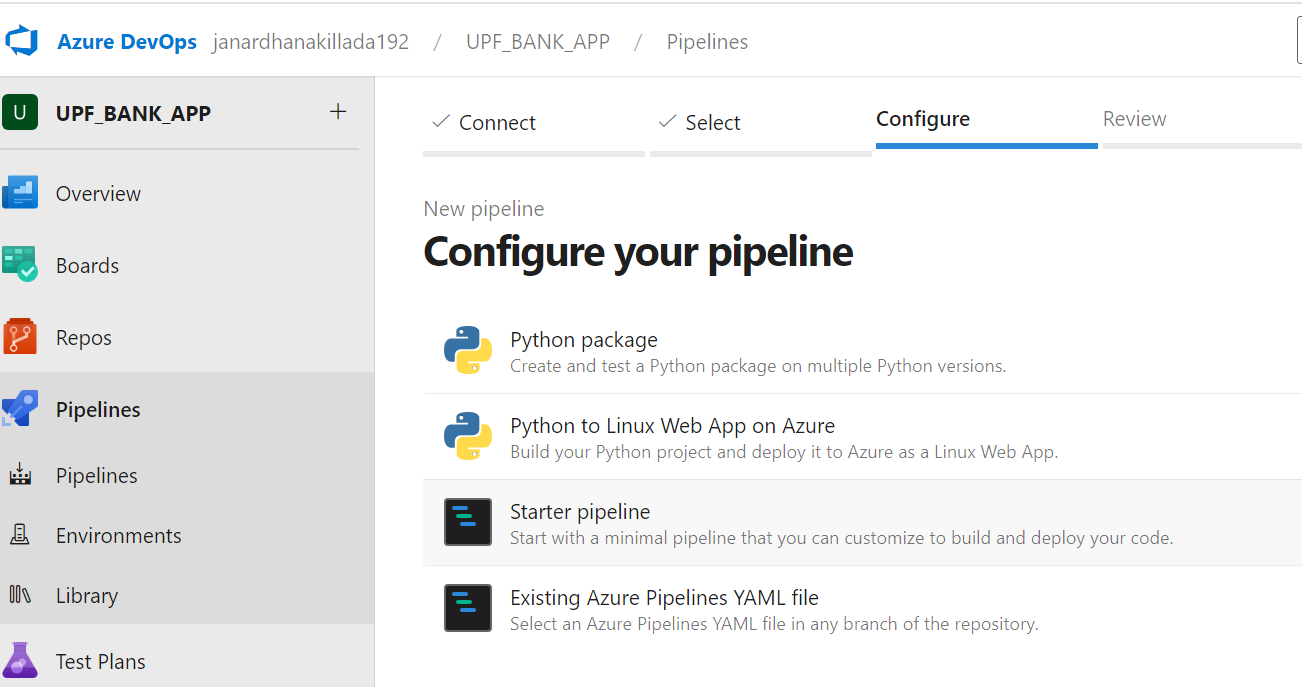 Azure DevOps janardhanakillada192 / UPF_BANK_APP / Pipelines
U UPF_BANK_APP +
Overview
Boards
Repos
Pipelines
Pipelines
Environments
Library
Test Plans
Connect Select Configure Review
New pipeline
Configure your pipeline
Python package
Create and test a Python package on multiple Python versions.
Python to Linux Web App on Azure
Build your Python project and deploy it to Azure as a Linux Web App.
Starter pipeline
Start with a minimal pipeline that you can customize to build and deploy your code.
Existing Azure Pipelines YAML file
Select an Azure Pipelines YAML file in any branch of the repository.